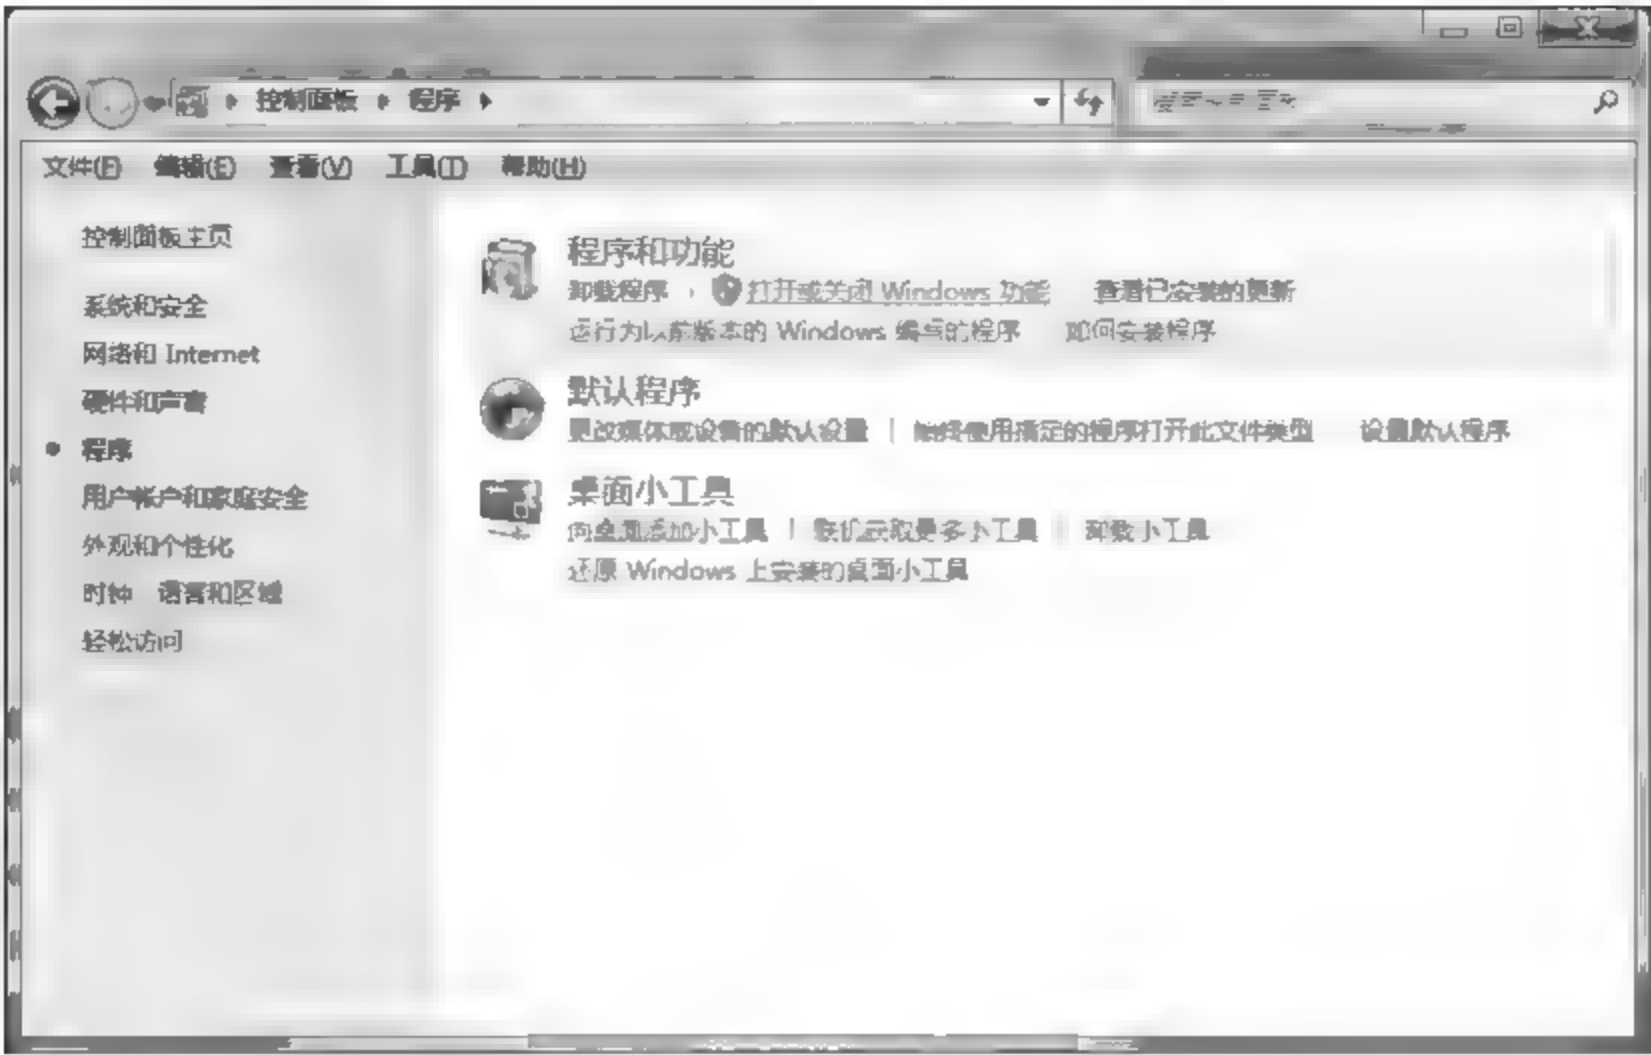 控制面板 程序
文件(F) 编辑(E) 查看(V) 工具(T) 帮助(H)
控制面板主页
系统和安全
网络和 Internet
硬件和声音
程序
用户帐户和家庭安全
外观和个性化
时钟 语言和区域
轻松访问
程序和功能
卸载程序 打开或关闭 Windows 功能 查看已安装的更新
运行为以前版本的 Windows 编写的程序 如何安装程序
默认程序
更改媒体或设备的默认设置 始终使用指定的程序打开此文件类型 设置默认程序
桌面小工具
向桌面添加小工具 联机获取更多小工具 卸载小工具
还原 Windows 上安装的桌面小工具